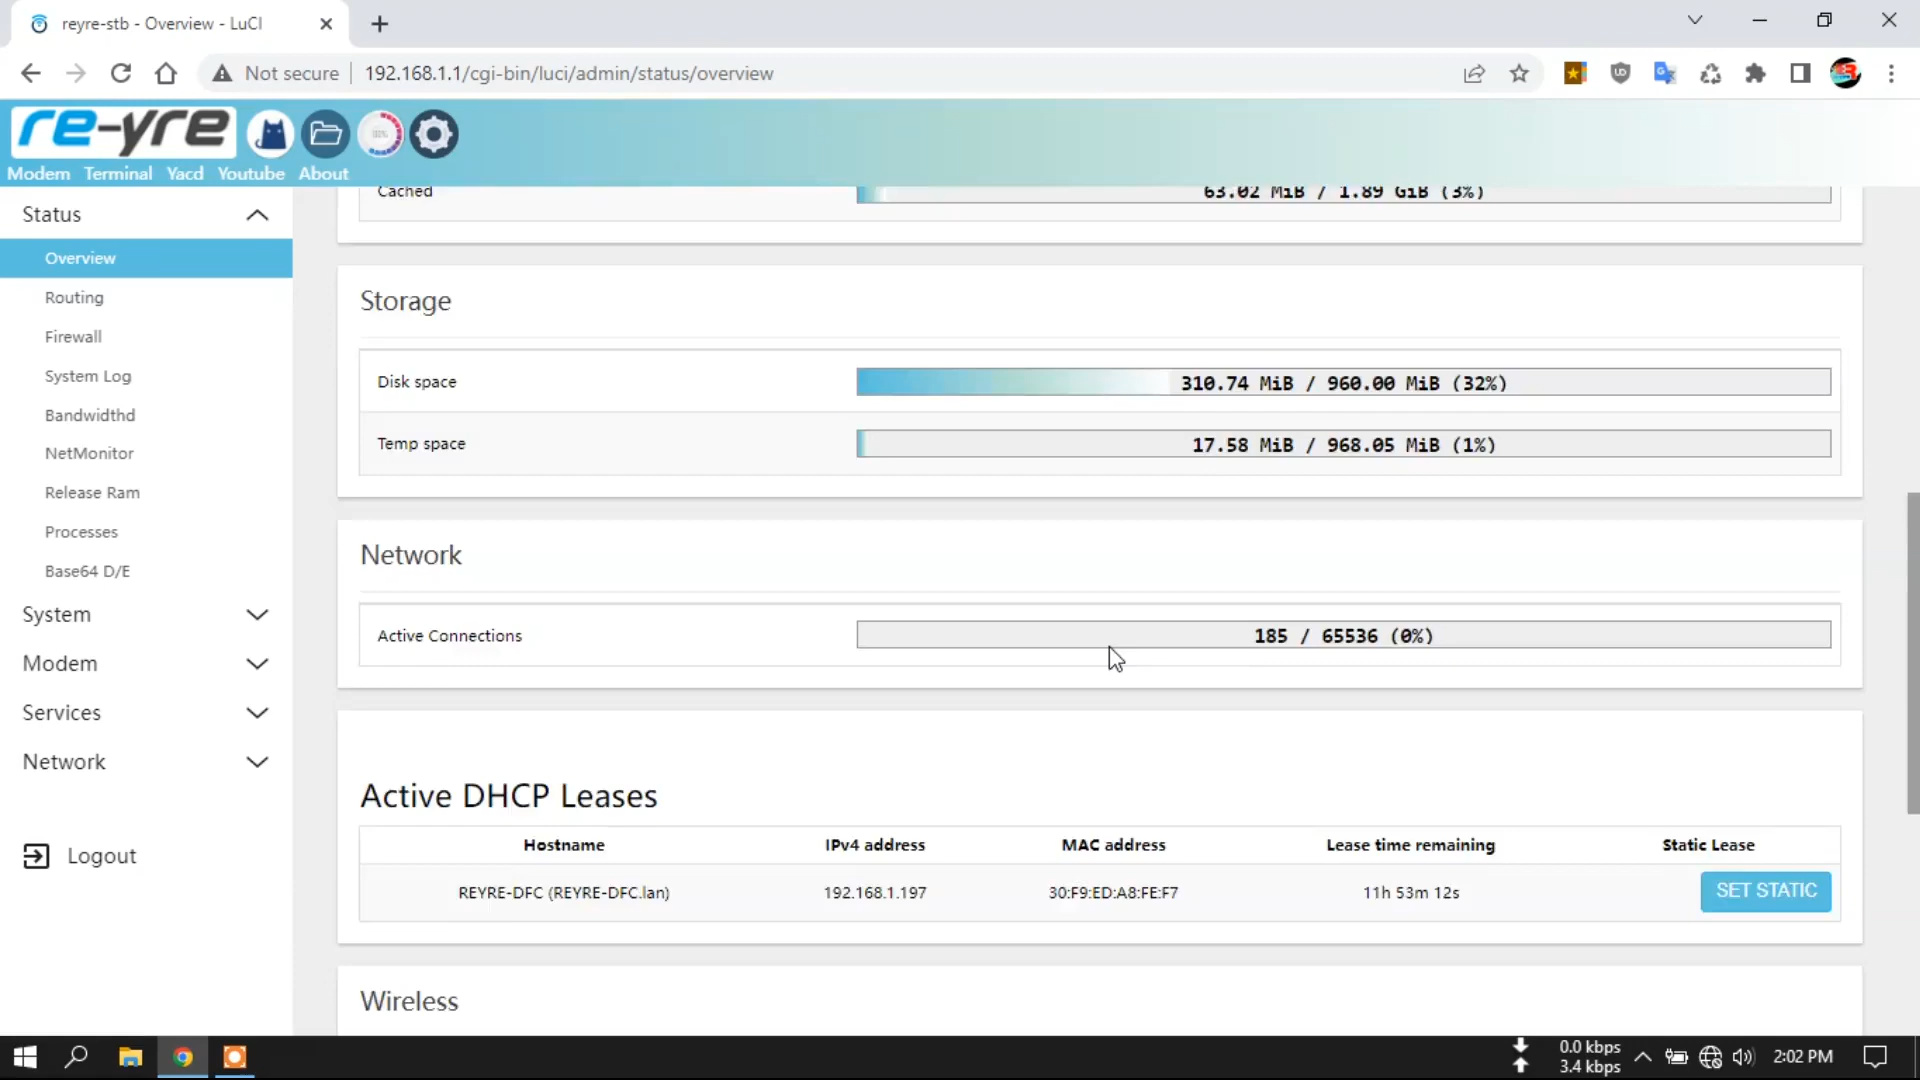 reyre-stb - Overview - LuCI
Not secure
192.168.1.1/cgi-bin/luci/admin/status/overview
re-yre
Modem Terminal Yacd Youtube About
Status
Overview
Routing
Firewall
System Log
Bandwidthd
NetMonitor
Release Ram
Processes
Base64 D/E
System
Modem
Services
Network
Logout
Cached 63.02 MiB / 1.89 GiB (3%)
Storage
Disk space 310.74 MiB / 960.00 MiB (32%)
Temp space 17.58 MiB / 968.05 MiB (1%)
Network
Active Connections 185 / 65536 (0%)
Active DHCP Leases
Hostname IPv4 address MAC address Lease time remaining Static Lease
REYRE-DFC (REYRE-DFC.lan) 192.168.1.197 30:F9:ED:A8:FE:F7 11h 53m 12s SET STATIC
Wireless
0.0 kbps
3.4 kbps
2:02 PM